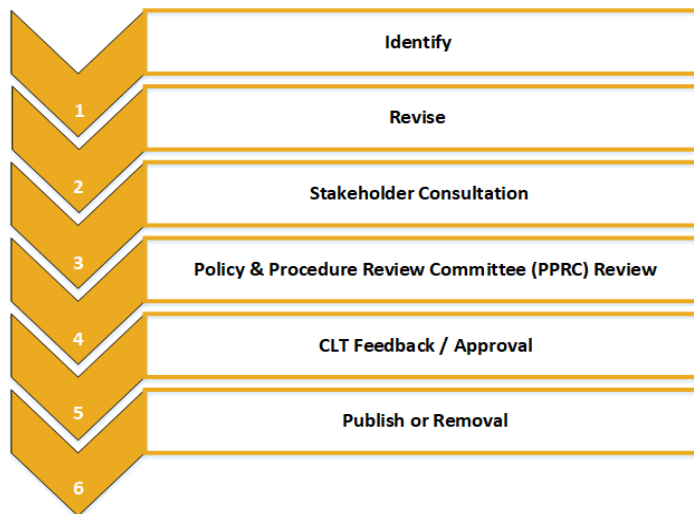 Identify
1
Revise
2
Stakeholder Consultation
3
Policy & Procedure Review Committee (PPRC) Review
4
CLT Feedback / Approval
5
Publish or Removal
6